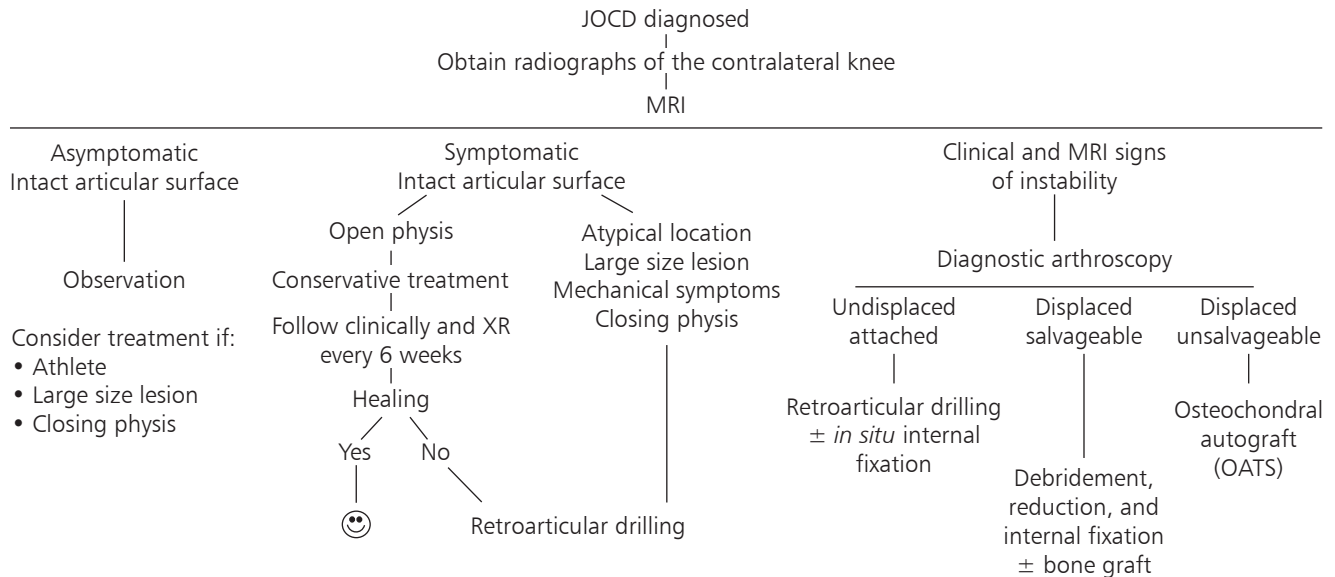 JOCD diagnosed
Obtain radiographs of the contralateral knee
MRI
Asymptomatic
Intact articular surface
Observation
Consider treatment if:
• Athlete
• Large size lesion
• Closing physis
Symptomatic
Intact articular surface
Open physis
Conservative treatment
Follow clinically and XR
every 6 weeks
Healing
Yes
No
Atypical location
Large size lesion
Mechanical symptoms
Closing physis
Retroarticular drilling
Clinical and MRI signs
of instability
Diagnostic arthroscopy
Undisplaced
attached
Retroarticular drilling
± in situ internal
fixation
Displaced
salvageable
Debridement,
reduction, and
internal fixation
± bone graft
Displaced
unsalvageable
Osteochondral
autograft
(OATS)